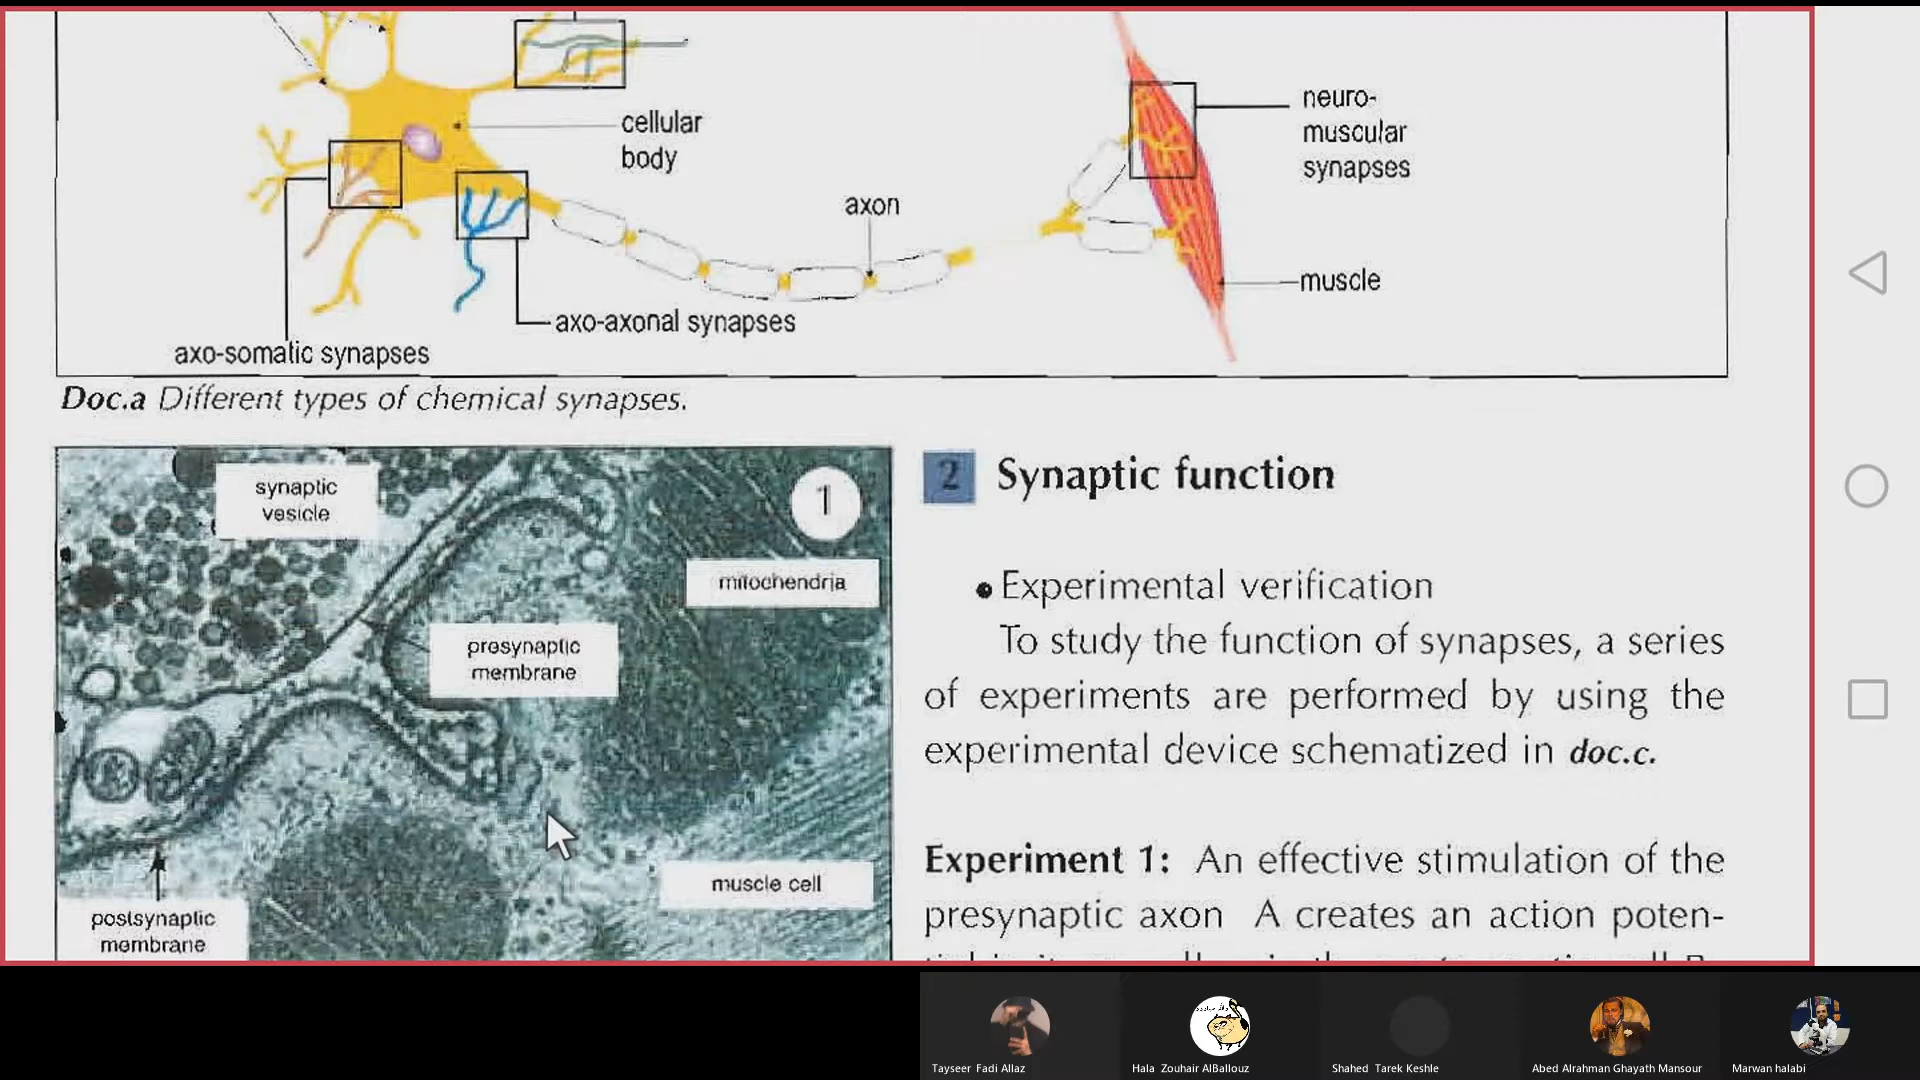 cellular
body
neuro-
muscular
synapses
axon
muscle
axo-axonal synapses
axo-somatic synapses
Doc.a Different types of chemical synapses.
synaptic
vesicle
1
mitochendria
presynaptic
membrane
muscle cell
postsynaptic
membrane
2 Synaptic function
• Experimental verification
To study the function of synapses, a series
of experiments are performed by using the
experimental device schematized in doc.c.
Experiment 1: An effective stimulation of the
presynaptic axon A creates an action poten-
Tayseer Fadi Allaz
Hala Zouhair AlBallouz
Shahed Tarek Keshle
Abed Alrahman Ghayath Mansour
Marwan halabi